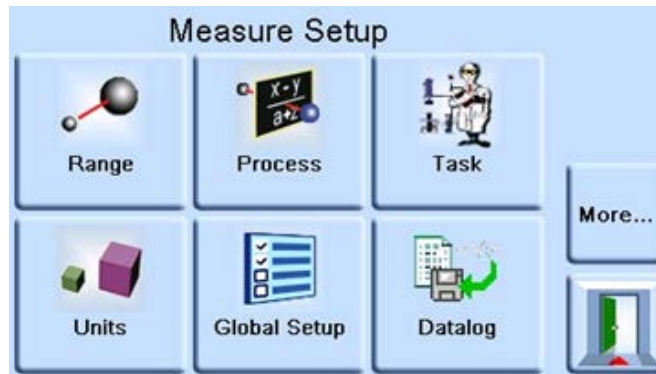 Measure Setup
x - y
Range
Process
Task
More...
Units
Global Setup
Datalog